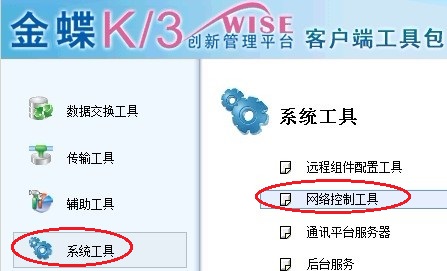 金蝶K/3 WISE 创新管理平台 客户端工具包
数据交换工具
传输工具
辅助工具
系统工具
系统工具
远程组件配置工具
网络控制工具
通讯平台服务器
后台服务